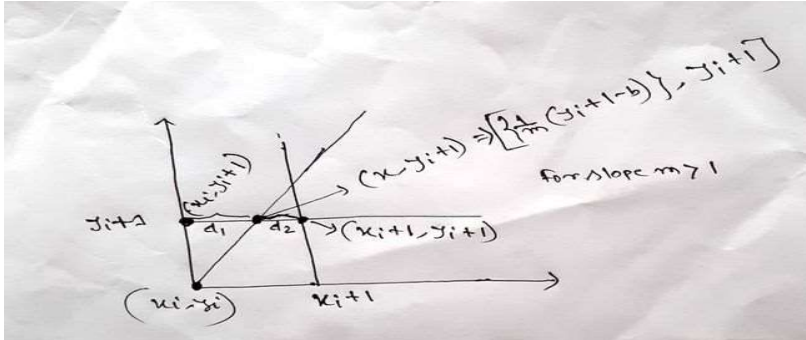 (x, yi+1) ⇒ [{1/m (yi+1-b)}, yi+1]
for slope m > 1
(xi, yi+1)
yi+1
d1
d2
(xi+1, yi+1)
(xi, yi)
xi+1